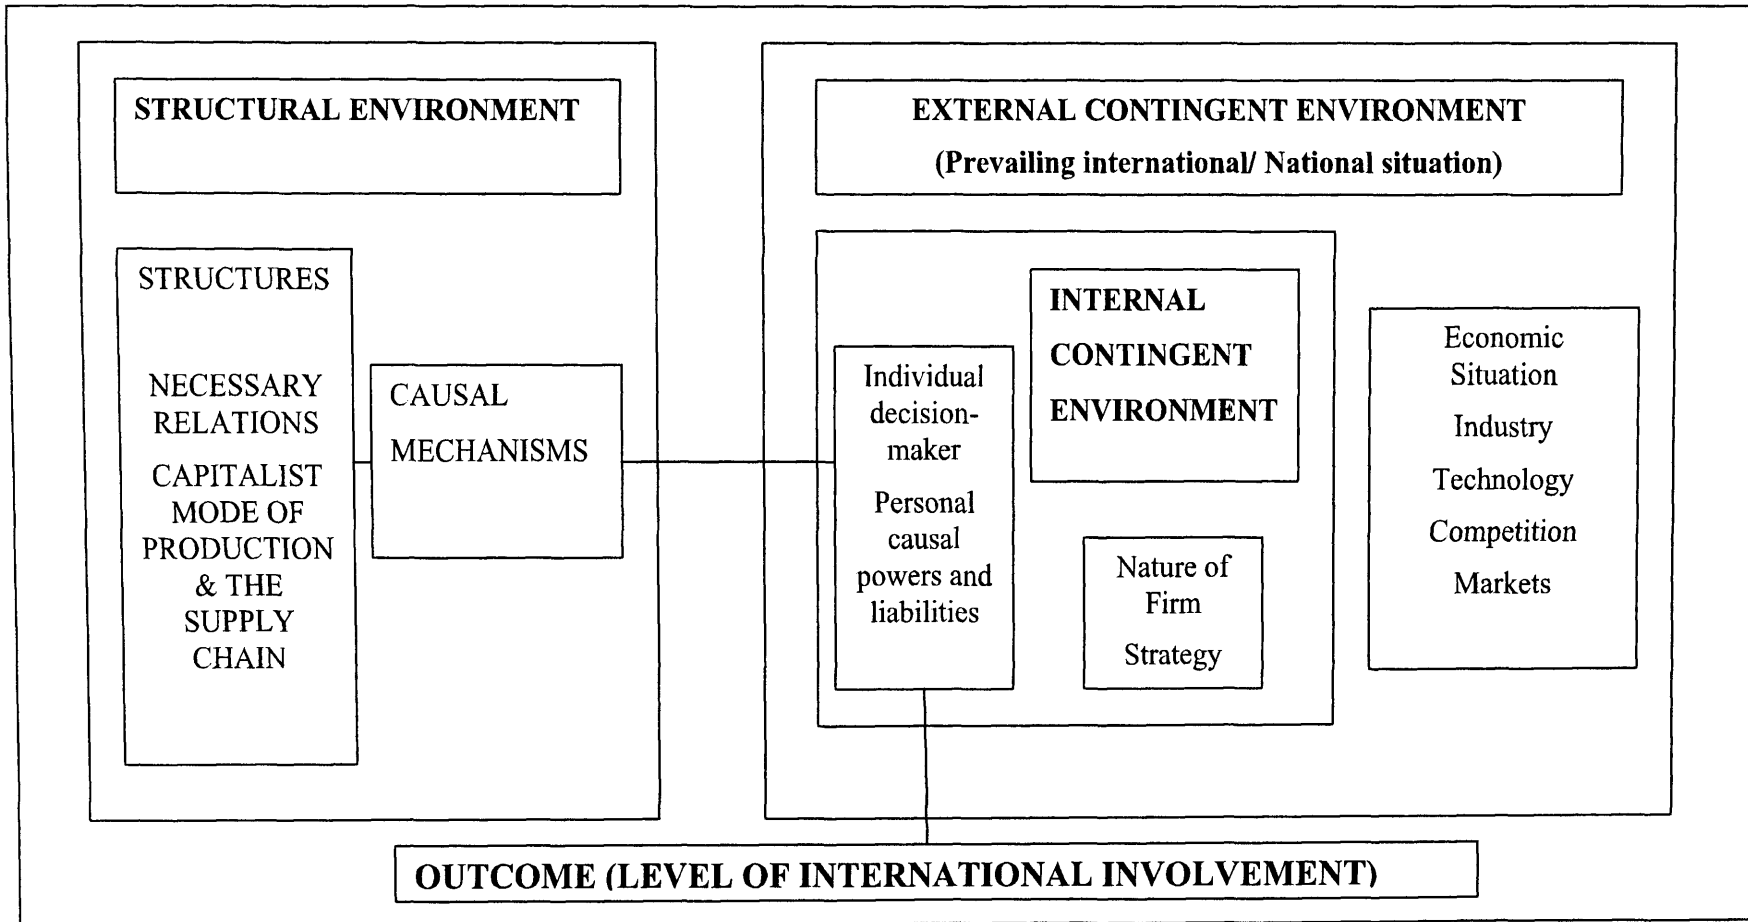 STRUCTURAL ENVIRONMENT
EXTERNAL CONTINGENT ENVIRONMENT
(Prevailing international/ National situation)
STRUCTURES
NECESSARY
RELATIONS
CAPITALIST
MODE OF
PRODUCTION
& THE
SUPPLY
CHAIN
CAUSAL
MECHANISMS
Individual
decision-
maker
Personal
causal
powers and
liabilities
INTERNAL
CONTINGENT
ENVIRONMENT
Nature of
Firm
Strategy
Economic
Situation
Industry
Technology
Competition
Markets
OUTCOME (LEVEL OF INTERNATIONAL INVOLVEMENT)